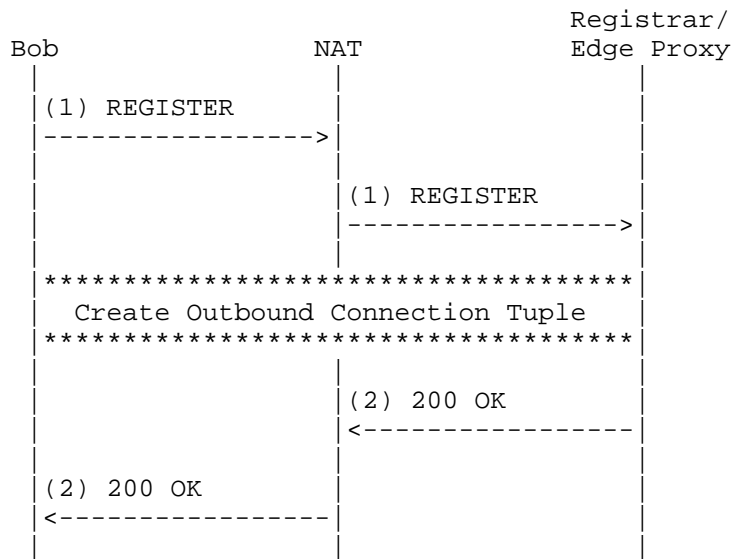 Registrar/
Bob NAT Edge Proxy
(1) REGISTER
(1) REGISTER
Create Outbound Connection Tuple
(2) 200 OK
(2) 200 OK